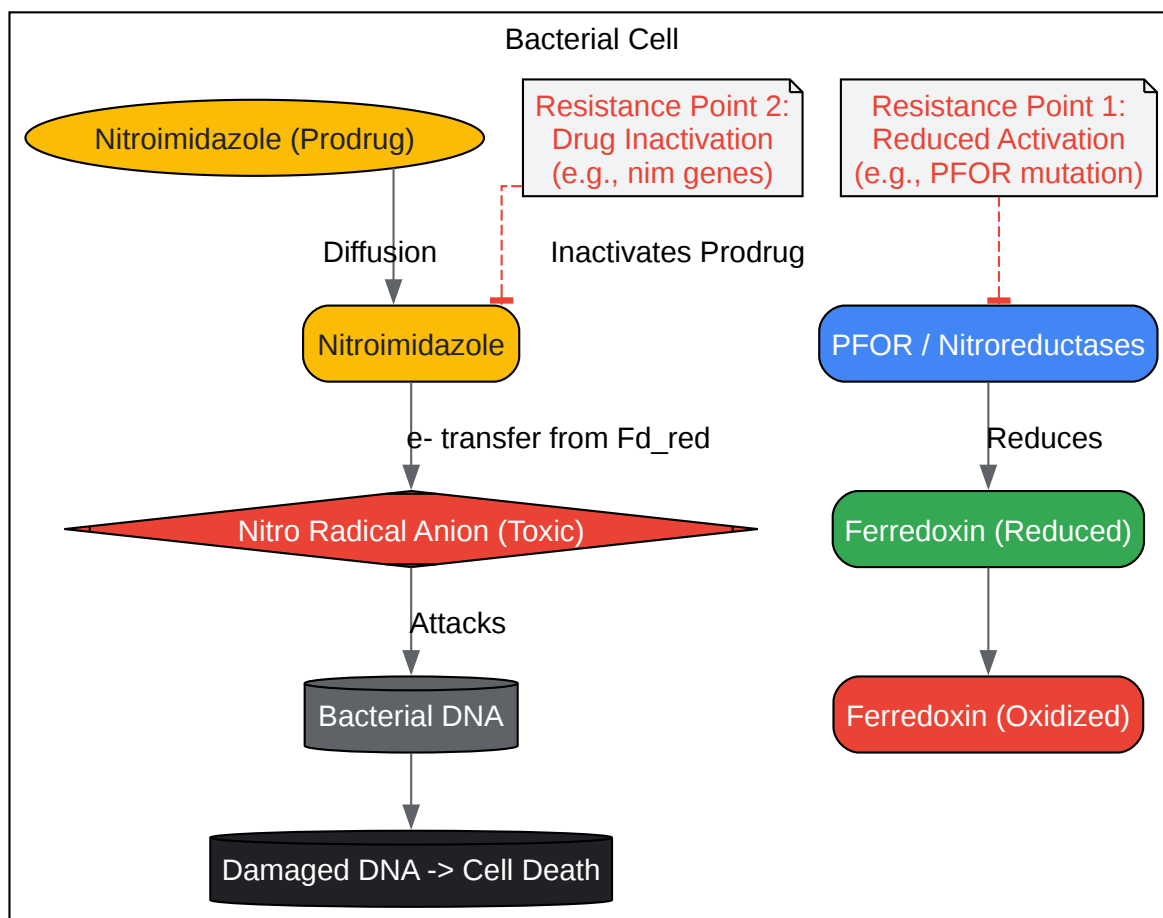 Bacterial Cell
Nitroimidazole (Prodrug)
Resistance Point 2:
Drug Inactivation
(e.g., nim genes)
Resistance Point 1:
Reduced Activation
(e.g., PFOR mutation)
Diffusion
Inactivates Prodrug
Nitroimidazole
PFOR / Nitroreductases
e- transfer from Fd_red
Reduces
Nitro Radical Anion (Toxic)
Ferredoxin (Reduced)
Attacks
Bacterial DNA
Ferredoxin (Oxidized)
Damaged DNA -> Cell Death